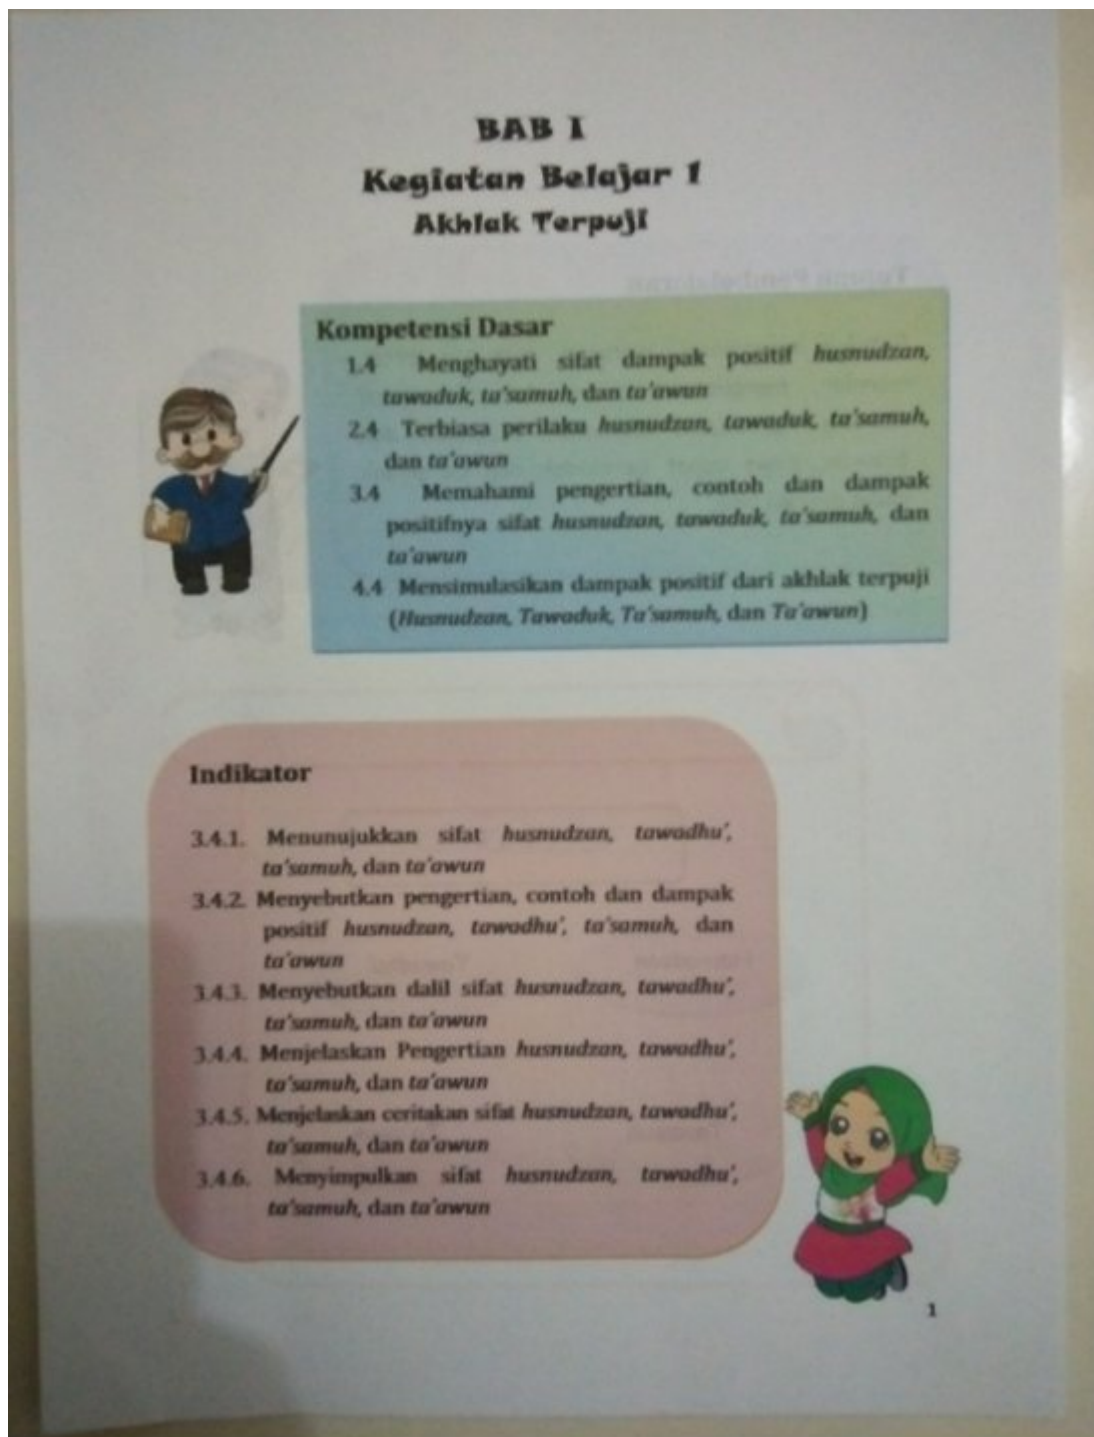 BAB I
Kegiatan Belajar 1
Akhlak Terpuji
Kompetensi Dasar
1.4 Menghayati sifat dampak positif husnudzan,
tawaduk, ta'samuh, dan ta'awun
2.4 Terbiasa perilaku husnudzan, tawaduk, ta'samuh,
dan ta'awun
3.4 Memahami pengertian, contoh dan dampak
positifnya sifat husnudzan, tawaduk, ta'samuh, dan
ta'awun
4.4 Mensimulasikan dampak positif dari akhlak terpuji
(Husnudzan, Tawaduk, Ta'samuh, dan Ta'awun)
Indikator
3.4.1. Menunujukkan sifat husnudzan, tawadhu',
ta'samuh, dan ta'awun
3.4.2. Menyebutkan pengertian, contoh dan dampak
positif husnudzan, tawadhu', ta'samuh, dan
ta'awun
3.4.3. Menyebutkan dalil sifat husnudzan, tawadhu',
ta'samuh, dan ta'awun
3.4.4. Menjelaskan Pengertian husnudzan, tawadhu',
ta'samuh, dan ta'awun
3.4.5. Menjelaskan ceritakan sifat husnudzan, tawadhu',
ta'samuh, dan ta'awun
3.4.6. Menyimpulkan sifat husnudzan, tawadhu',
ta'samuh, dan ta'awun
1